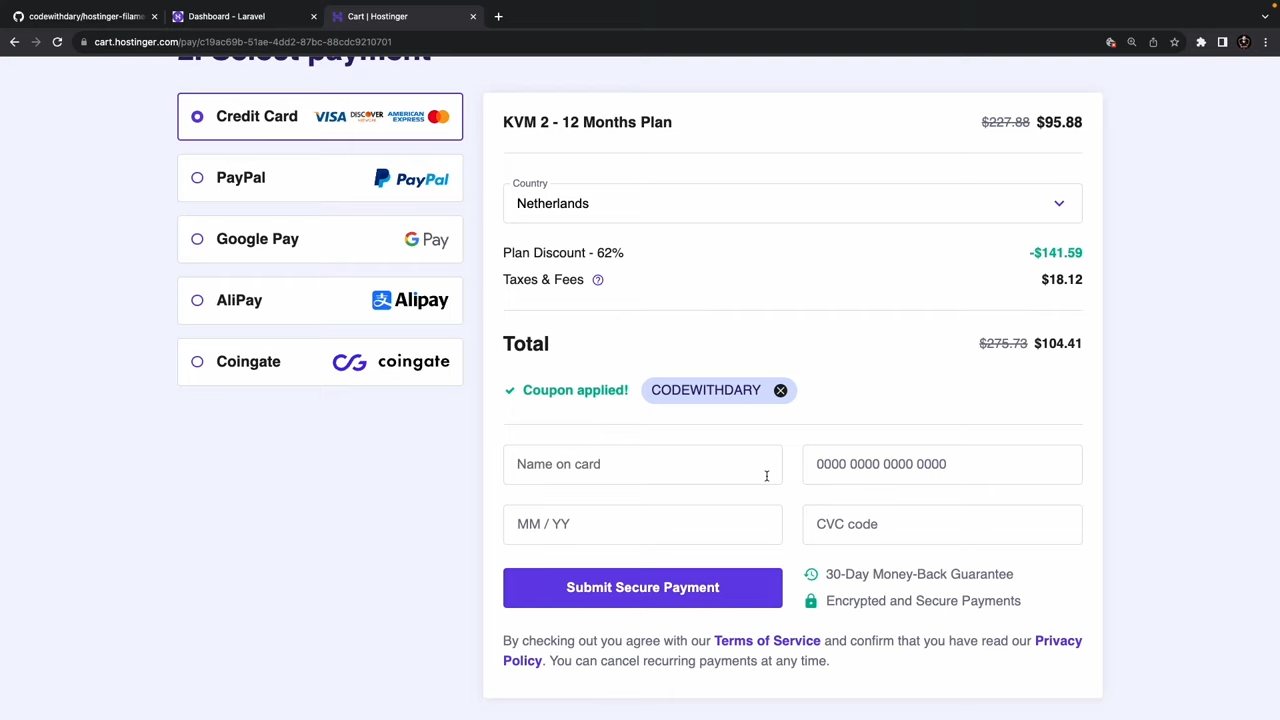 codewithdary/hostinger-filame
Dashboard - Laravel
Cart | Hostinger
cart.hostinger.com/pay/c19ac69b-51ae-4dd2-87bc-88cdc9210701
2. Select payment
Credit Card VISA DISCOVER NETWORK AMERICAN EXPRESS
PayPal PayPal
Google Pay G Pay
AliPay 支 Alipay
Coingate coingate
KVM 2 - 12 Months Plan $227.88 $95.88
Country
Netherlands
Plan Discount - 62% -$141.59
Taxes & Fees ? $18.12
Total $275.73 $104.41
Coupon applied! CODEWITHDARY
Name on card 0000 0000 0000 0000
MM / YY CVC code
Submit Secure Payment
30-Day Money-Back Guarantee
Encrypted and Secure Payments
By checking out you agree with our Terms of Service and confirm that you have read our Privacy
Policy. You can cancel recurring payments at any time.